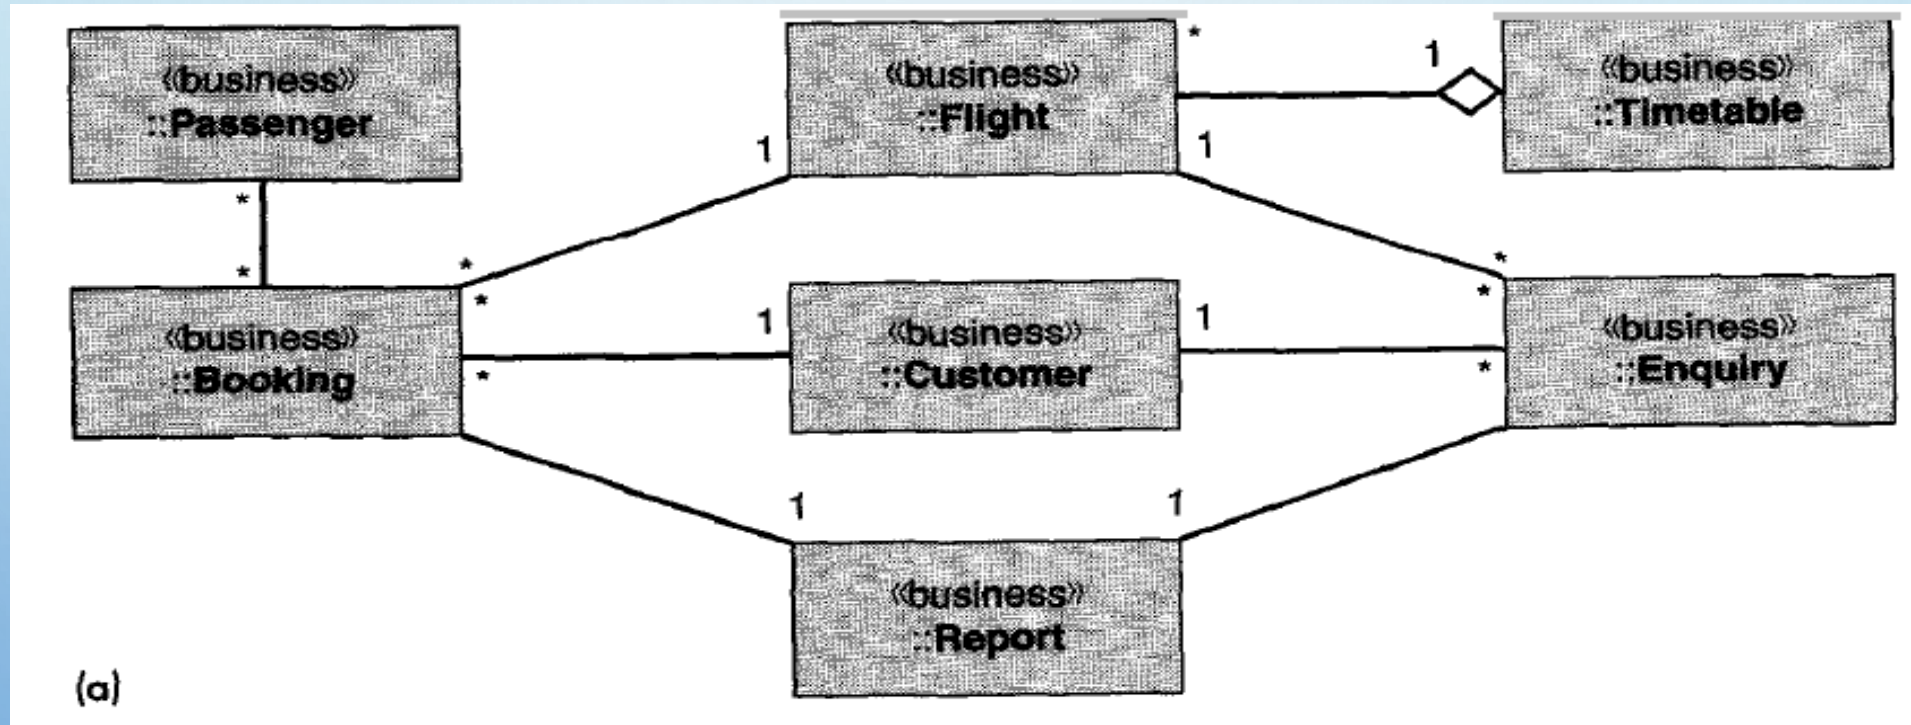 «business»
::Passenger
«business»
::Flight
*
1
«business»
::Timetable
1
1
*
*
*
*
*
*
«business»
::Booking
*
1
«business»
::Customer
1
*
«business»
::Enquiry
1
1
«business»
::Report
(a)